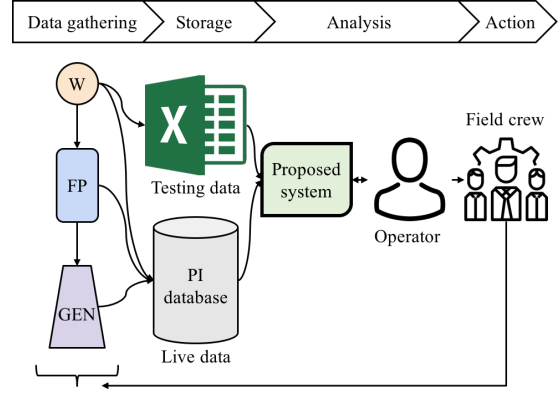 Data gathering
Storage
Analysis
Action
W
FP
GEN
X
Testing data
PI
database
Live data
Proposed
system
Operator
Field crew